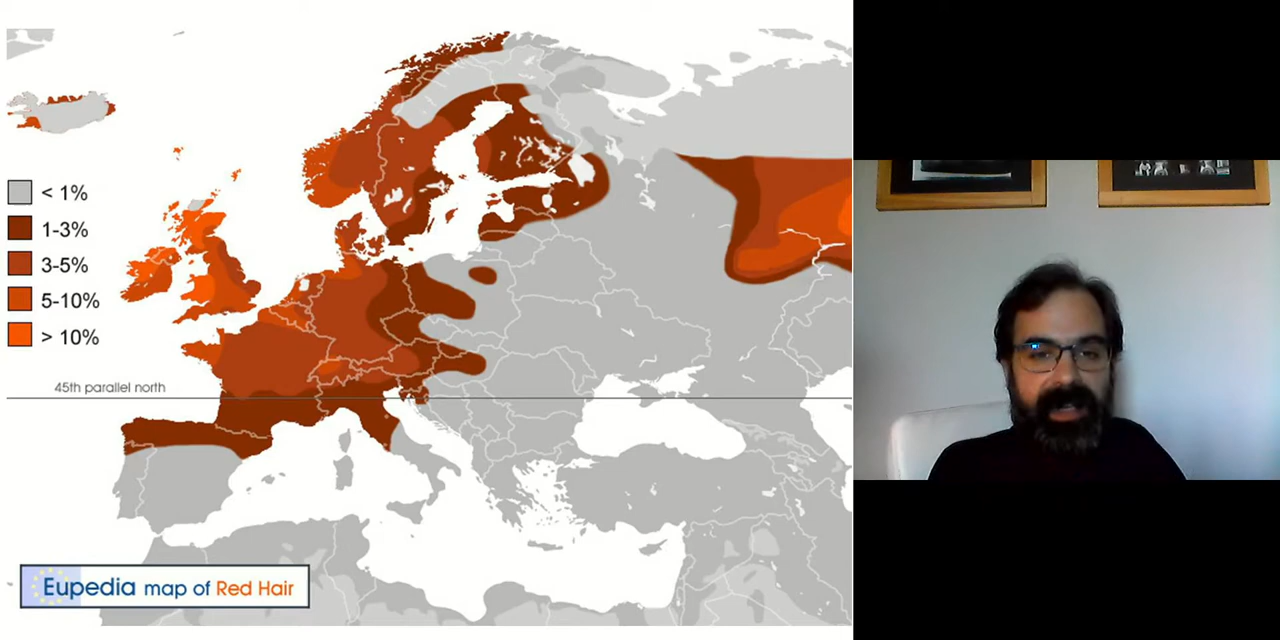 < 1%
1-3%
3-5%
5-10%
> 10%
45th parallel north
Eupedia map of Red Hair